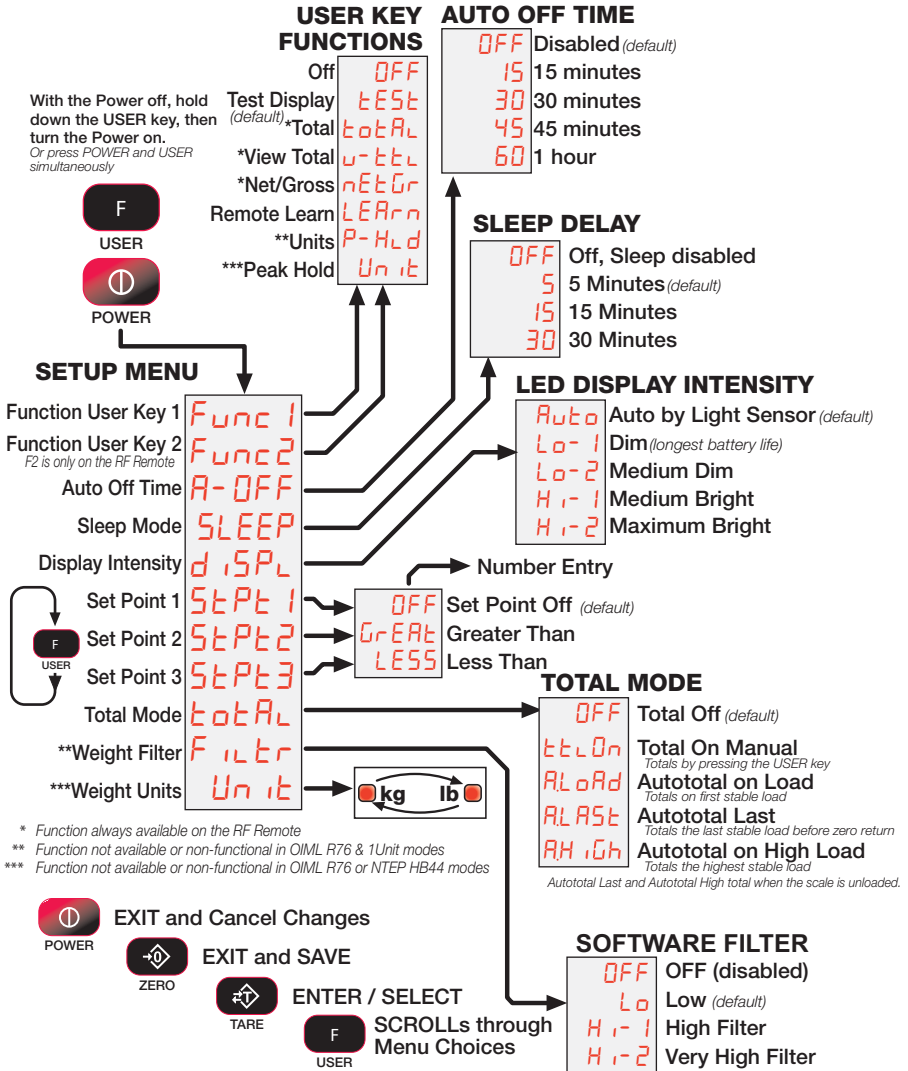 USER KEY FUNCTIONS
Off OFF
Test Display tESt
(default)
*Total totAL
*View Total v-ttL
*Net/Gross nEtGr
Remote Learn LEArn
**Units P-HLd
***Peak Hold Unit
AUTO OFF TIME
OFF Disabled (default)
15 15 minutes
30 30 minutes
45 45 minutes
60 1 hour
With the Power off, hold
down the USER key, then
turn the Power on.
Or press POWER and USER
simultaneously
F
USER
POWER
SLEEP DELAY
OFF Off, Sleep disabled
5 5 Minutes (default)
15 15 Minutes
30 30 Minutes
SETUP MENU
Function User Key 1 Func1
Function User Key 2 Func2
F2 is only on the RF Remote
Auto Off Time A-OFF
Sleep Mode SLEEP
Display Intensity diSPL
Set Point 1 StPt1
Set Point 2 StPt2
Set Point 3 StPt3
Total Mode totAL
**Weight Filter FiLtr
***Weight Units Unit
F
USER
LED DISPLAY INTENSITY
Auto Auto by Light Sensor (default)
Lo-1 Dim (longest battery life)
Lo-2 Medium Dim
Hi-1 Medium Bright
Hi-2 Maximum Bright
Number Entry
OFF Set Point Off (default)
GrEAt Greater Than
LESS Less Than
kg lb
TOTAL MODE
OFF Total Off (default)
ttLOn Total On Manual
Totals by pressing the USER key
A.LoAd Autototal on Load
Totals on first stable load
A.LASt Autototal Last
Totals the last stable load before zero return
A.HiGh Autototal on High Load
Totals the highest stable load
Autototal Last and Autototal High total when the scale is unloaded.
* Function always available on the RF Remote
** Function not available or non-functional in OIML R76 & 1Unit modes
*** Function not available or non-functional in OIML R76 or NTEP HB44 modes
POWER EXIT and Cancel Changes
0
ZERO EXIT and SAVE
T
TARE ENTER / SELECT
F
USER SCROLLs through
Menu Choices
SOFTWARE FILTER
OFF OFF (disabled)
Lo Low (default)
Hi-1 High Filter
Hi-2 Very High Filter